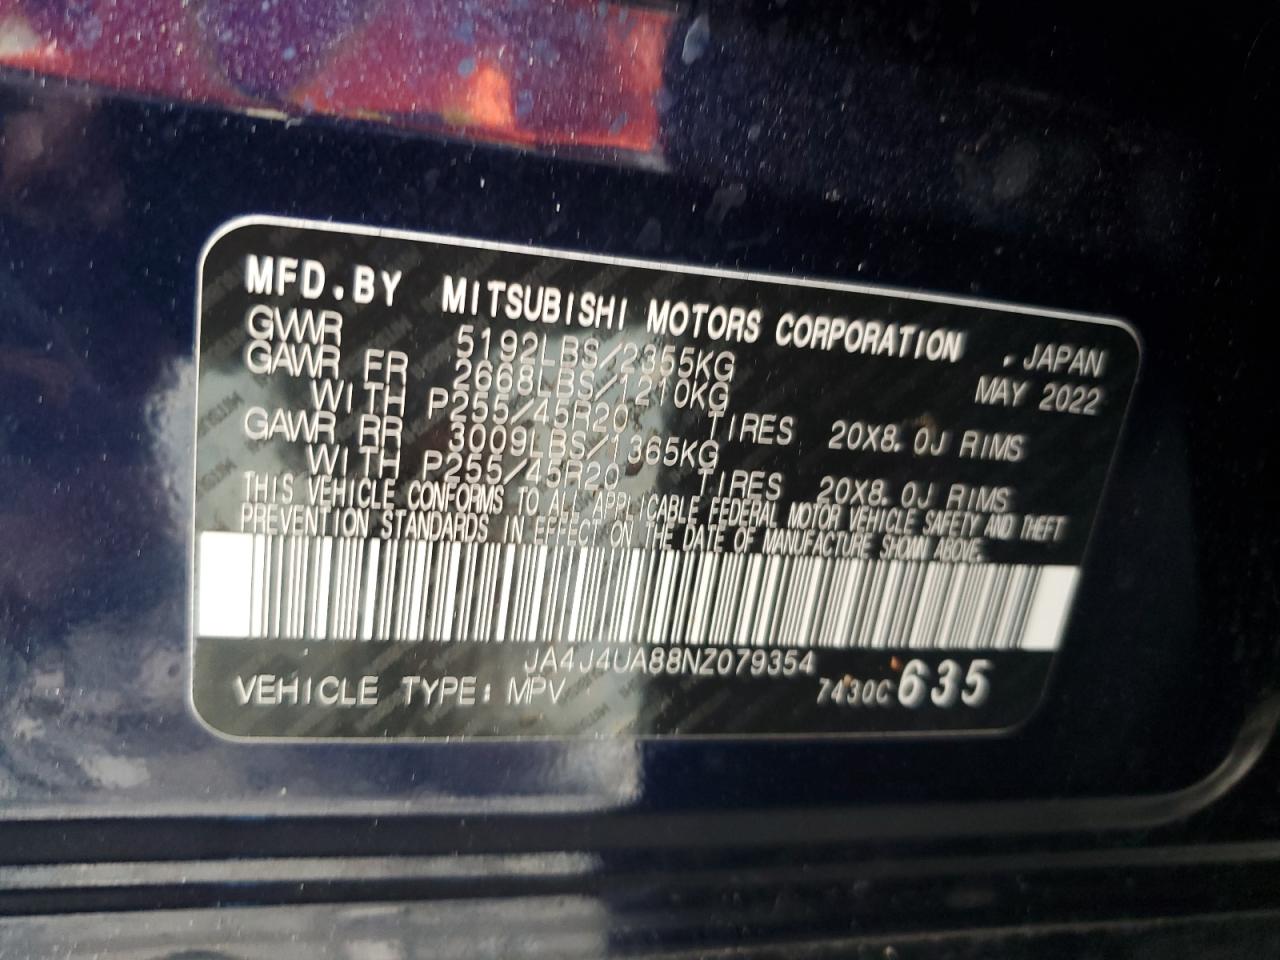 MFD.BY MITSUBISHI MOTORS CORPORATION , JAPAN
GVWR 5192LBS/2355KG MAY 2022
GAWR FR 2668LBS/1210KG
WITH P255/45R20 TIRES 20X8.0J RIMS
GAWR RR 3009LBS/1365KG
WITH P255/45R20 TIRES 20X8.0J RIMS
THIS VEHICLE CONFORMS TO ALL APPLICABLE FEDERAL MOTOR VEHICLE SAFETY AND THEFT
PREVENTION STANDARDS IN EFFECT ON THE DATE OF MANUFACTURE SHOWN ABOVE.
JA4J4UA88NZ079354
VEHICLE TYPE: MPV 7430C 635